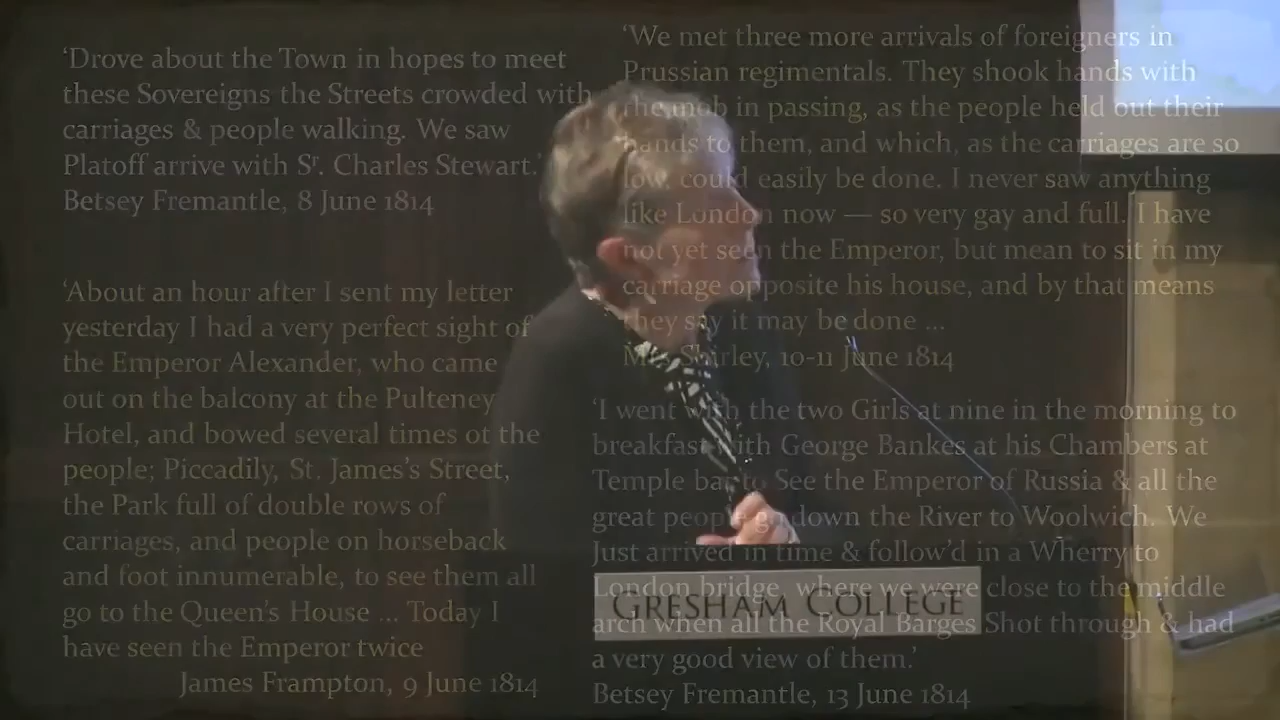 ‘Drove about the Town in hopes to meet
these Sovereigns the Streets crowded with
carriages & people walking. We saw
Platoff arrive with Sr. Charles Stewart.
Betsey Fremantle, 8 June 1814
‘About an hour after I sent my letter
yesterday I had a very perfect sight of
the Emperor Alexander, who came
out on the balcony at the Pulteney
Hotel, and bowed several times ot the
people; Piccadily, St. James’s Street,
the Park full of double rows of
carriages, and people on horseback
and foot innumerable, to see them all
go to the Queen’s House ... Today I
have seen the Emperor twice
James Frampton, 9 June 1814
‘We met three more arrivals of foreigners in
Prussian regimentals. They shook hands with
the mob in passing, as the people held out their
hands to them, and which, as the carriages are so
low, could easily be done. I never saw anything
like London now — so very gay and full. I have
not yet seen the Emperor, but mean to sit in my
carriage opposite his house, and by that means
they say it may be done ...
Shirley, 10-11 June 1814
‘I went with the two Girls at nine in the morning to
breakfast with George Bankes at his Chambers at
Temple bar to See the Emperor of Russia & all the
great people go down the River to Woolwich. We
Just arrived in time & follow’d in a Wherry to
London bridge, where we were close to the middle
arch when all the Royal Barges Shot through & had
a very good view of them.’
Betsey Fremantle, 13 June 1814
GRESHAM COLLEGE